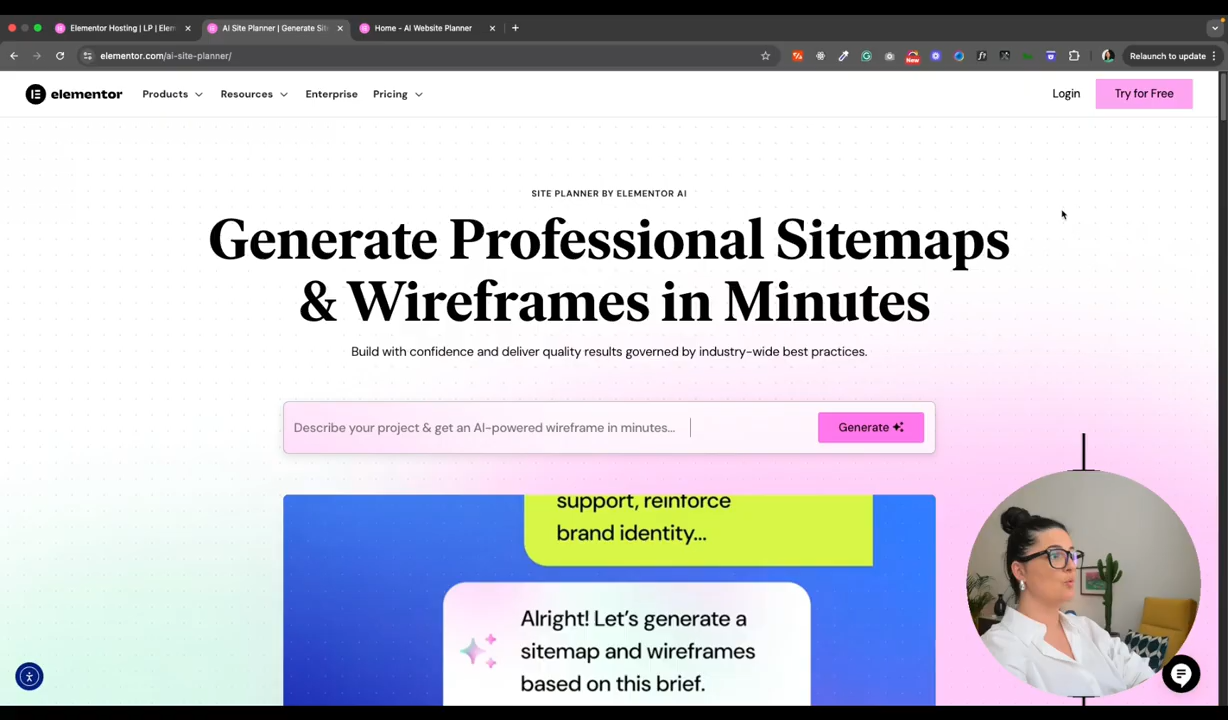 Elementor Hosting | LP | Elem
AI Site Planner | Generate Site
Home - AI Website Planner
elementor.com/ai-site-planner/
New
f?
Relaunch to update
elementor
Products
Resources
Enterprise
Pricing
Login
Try for Free
SITE PLANNER BY ELEMENTOR AI
Generate Professional Sitemaps
& Wireframes in Minutes
Build with confidence and deliver quality results governed by industry-wide best practices.
Describe your project & get an AI-powered wireframe in minutes...
Generate
support, reinforce
brand identity...
Alright! Let's generate a
sitemap and wireframes
based on this brief.